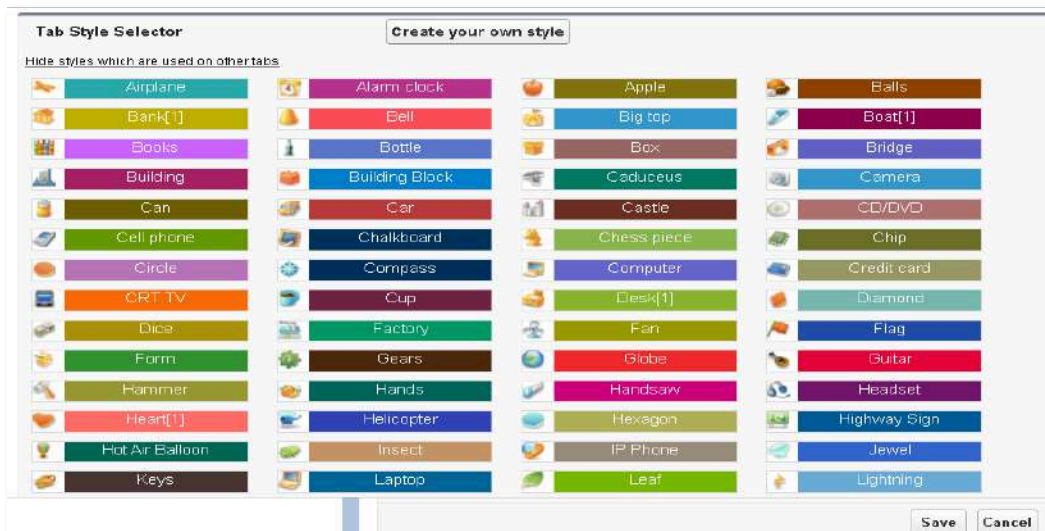 Tab Style Selector Create your own style
Hide styles which are used on other tabs
Airplane Alarm clock Apple Balls
Bank[1] Bell Big top Boat[1]
Books Bottle Box Bridge
Building Building Block Caduceus Camera
Can Car Castle CD/DVD
Cell phone Chalkboard Chess piece Chip
Circle Compass Computer Credit card
CRT TV Cup Desk[1] Diamond
Dice Factory Fan Flag
Form Gears Globe Guitar
Hammer Hands Handsaw Headset
Heart[1] Helicopter Hexagon Highway Sign
Hot Air Balloon Insect IP Phone Jewel
Keys Laptop Leaf Lightning
Save Cancel